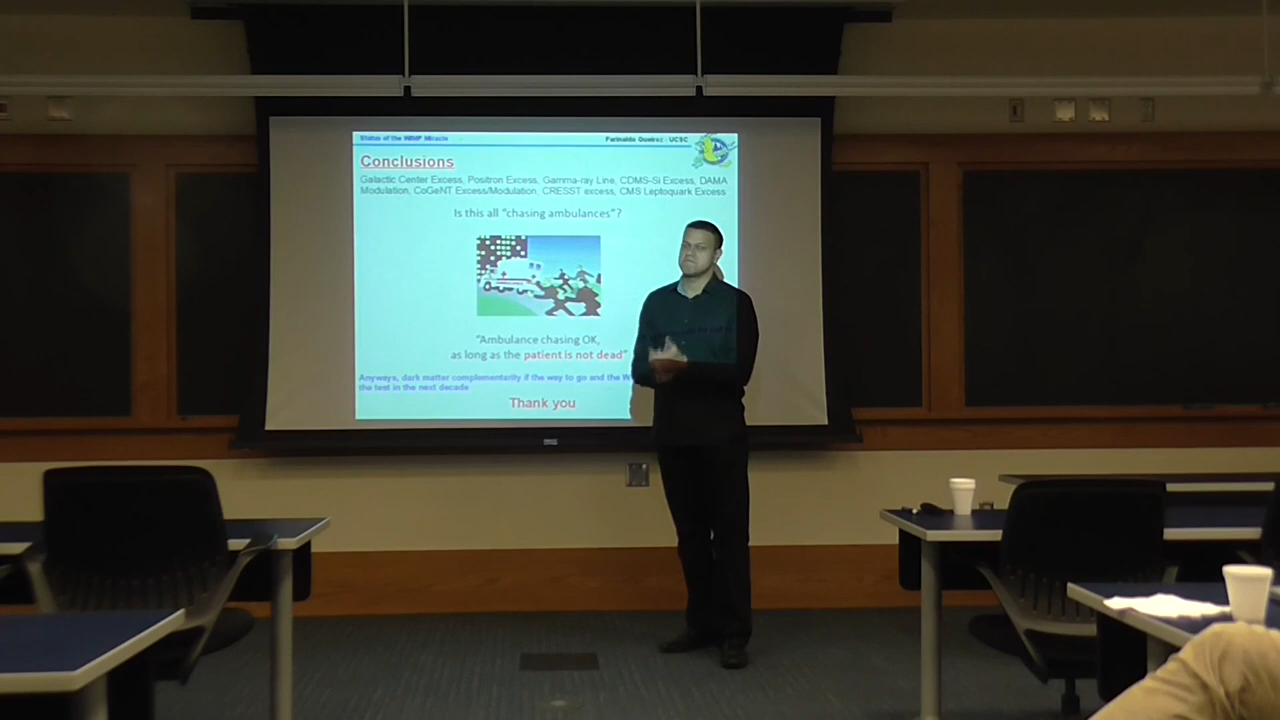 Status of the WIMP Miracle
Farinaldo Queiroz - UCSC
Conclusions
Galactic Center Excess, Positron Excess, Gamma-ray Line, CDMS-Si Excess, DAMA
Modulation, CoGeNT Excess/Modulation, CRESST excess, CMS Leptoquark Excess
Is this all "chasing ambulances"?
AMBULANCE
"Ambulance chasing OK,
as long as the patient is not dead"
Anyways, dark matter complementarity if the way to go and the W
the test in the next decade
Thank you